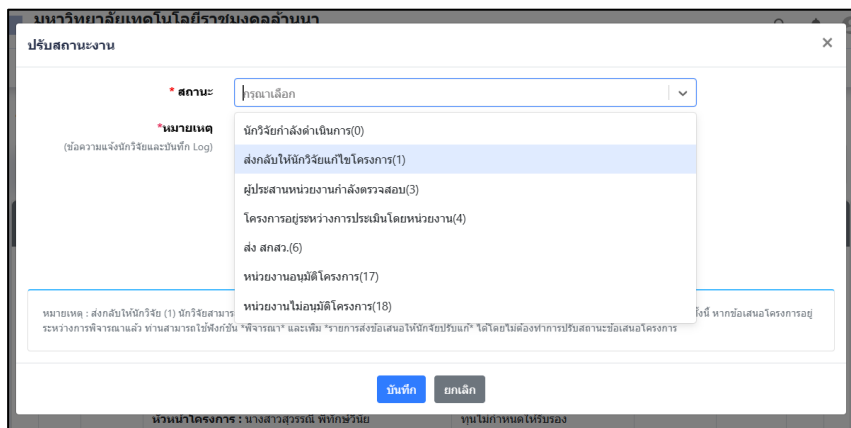 มหาวิทยาลัยเทคโนโลยีราชมงคลล้านนา
ปรับสถานะงาน ×
* สถานะ กรุณาเลือก
*หมายเหตุ
(ข้อความแจ้งนักวิจัยและบันทึก Log)
นักวิจัยกำลังดำเนินการ(0)
ส่งกลับให้นักวิจัยแก้ไขโครงการ(1)
ผู้ประสานหน่วยงานกำลังตรวจสอบ(3)
โครงการอยู่ระหว่างการประเมินโดยหน่วยงาน(4)
ส่ง สกสว.(6)
หน่วยงานอนุมัติโครงการ(17)
หน่วยงานไม่อนุมัติโครงการ(18)
หมายเหตุ : ส่งกลับให้นักวิจัย (1) นักวิจัยสามาร หากข้อเสนอโครงการอยู่
ระหว่างการพิจารณาแล้ว ท่านสามารถใช้ฟังก์ชัน "พิจารณา" และเพิ่ม "รายการส่งข้อเสนอให้นักวิจัยปรับแก้" ได้โดยไม่ต้องทำการปรับสถานะข้อเสนอโครงการ
บันทึก ยกเลิก
หัวหน้าโครงการ : นางสาวสุวรรณี พิทักษ์วินัย ทุนไม่กำหนดให้รับรอง